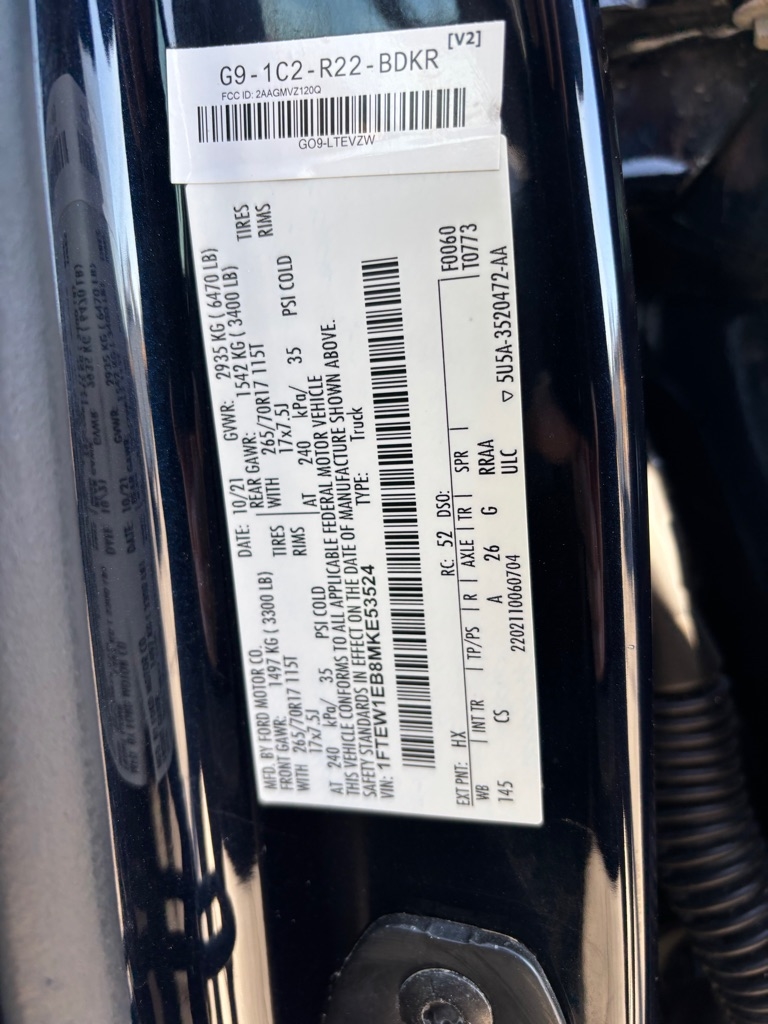 [V2]
G9-1C2-R22-BDKR
FCC ID: 2AAGMVZ120Q
GO9-LTEVZW
MFD. BY FORD MOTOR CO.
DATE: 10/21 GVWR: 2935 KG ( 6470 LB)
FRONT GAWR: 1497 KG ( 3300 LB)
REAR GAWR: 1542 KG ( 3400 LB)
WITH 265/70R17 115T TIRES
WITH 265/70R17 115T TIRES
17x7.5J RIMS
17x7.5J RIMS
AT 240 kPa/ 35 PSI COLD
AT 240 kPa/ 35 PSI COLD
THIS VEHICLE CONFORMS TO ALL APPLICABLE FEDERAL MOTOR VEHICLE
SAFETY STANDARDS IN EFFECT ON THE DATE OF MANUFACTURE SHOWN ABOVE.
VIN: 1FTEW1EB8MKE53524 TYPE: Truck
EXT PNT: HX RC: 52 DSO: F0060
WB INT TR TP/PS R AXLE TR SPR T0773
145 CS A 26 G RRAA
2202110060704 ULC ▽ 5U5A-3520472-AA